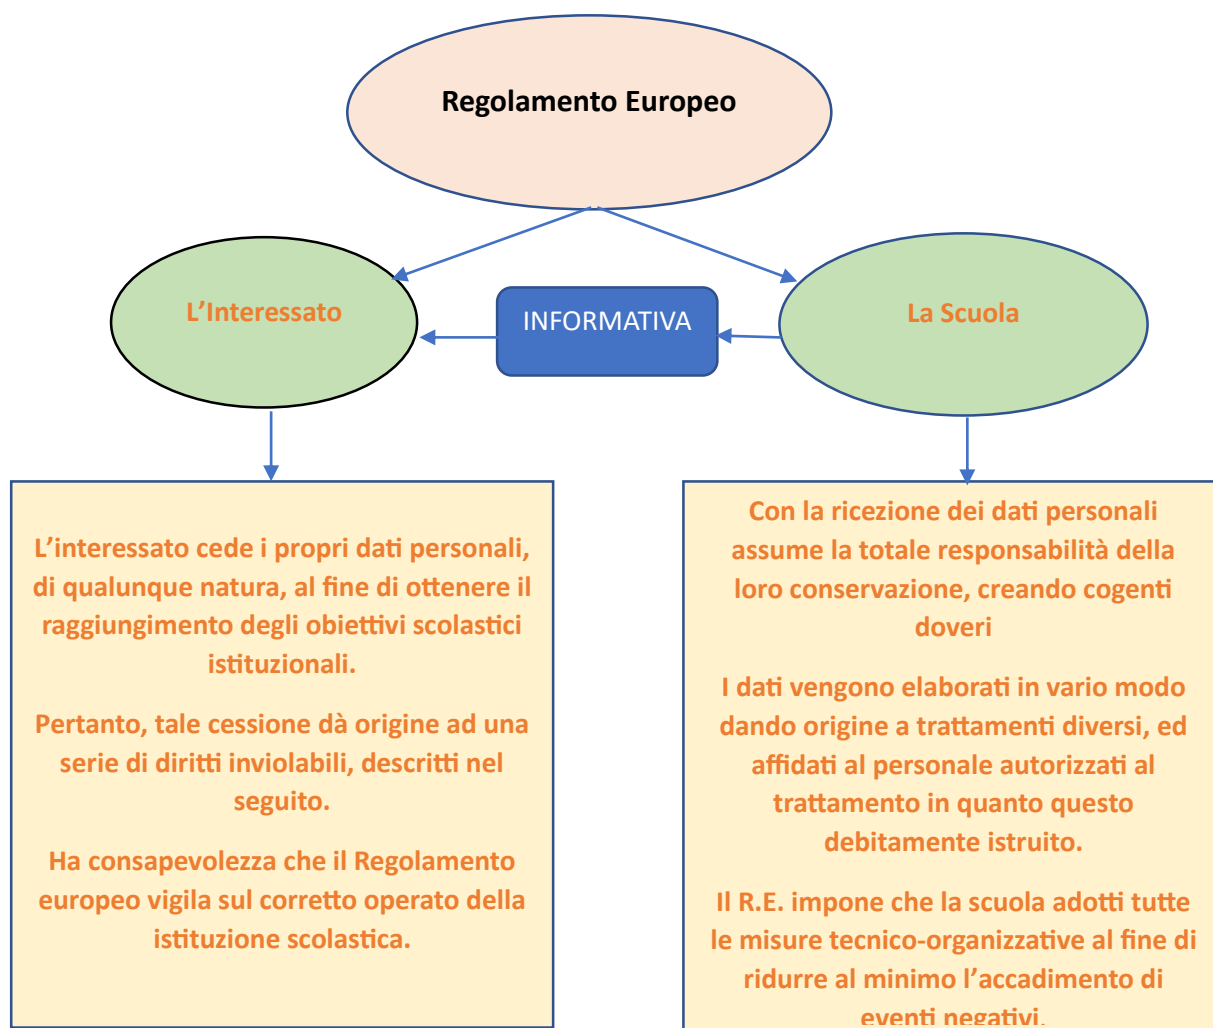 Regolamento Europeo
L’Interessato
INFORMATIVA
La Scuola
L’interessato cede i propri dati personali,
di qualunque natura, al fine di ottenere il
raggiungimento degli obiettivi scolastici
istituzionali.
Pertanto, tale cessione dà origine ad una
serie di diritti inviolabili, descritti nel
seguito.
Ha consapevolezza che il Regolamento
europeo vigila sul corretto operato della
istituzione scolastica.
Con la ricezione dei dati personali
assume la totale responsabilità della
loro conservazione, creando cogenti
doveri
I dati vengono elaborati in vario modo
dando origine a trattamenti diversi, ed
affidati al personale autorizzati al
trattamento in quanto questo
debitamente istruito.
Il R.E. impone che la scuola adotti tutte
le misure tecnico-organizzative al fine di
ridurre al minimo l’accadimento di
eventi negativi.